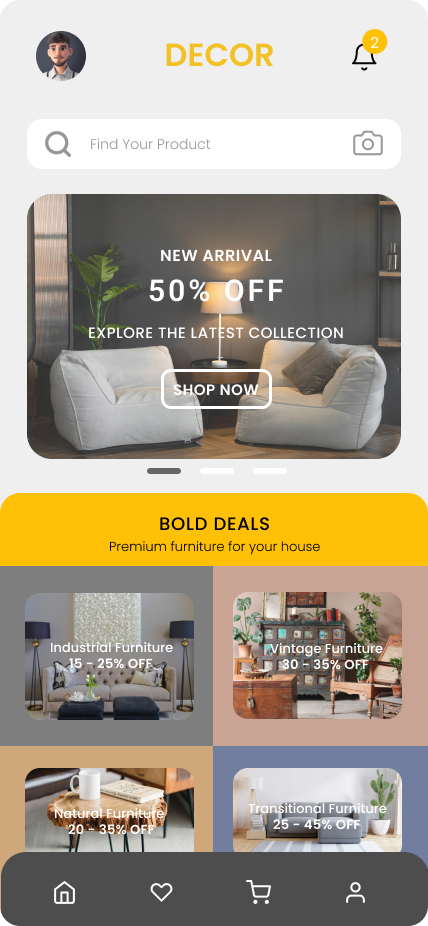 DECOR
2
Find Your Product
NEW ARRIVAL
50% OFF
EXPLORE THE LATEST COLLECTION
SHOP NOW
BOLD DEALS
Premium furniture for your house
Industrial Furniture
15 - 25% OFF
Vintage Furniture
30 - 35% OFF
Natural Furniture
20 - 35% OFF
Transitional Furniture
25 - 45% OFF